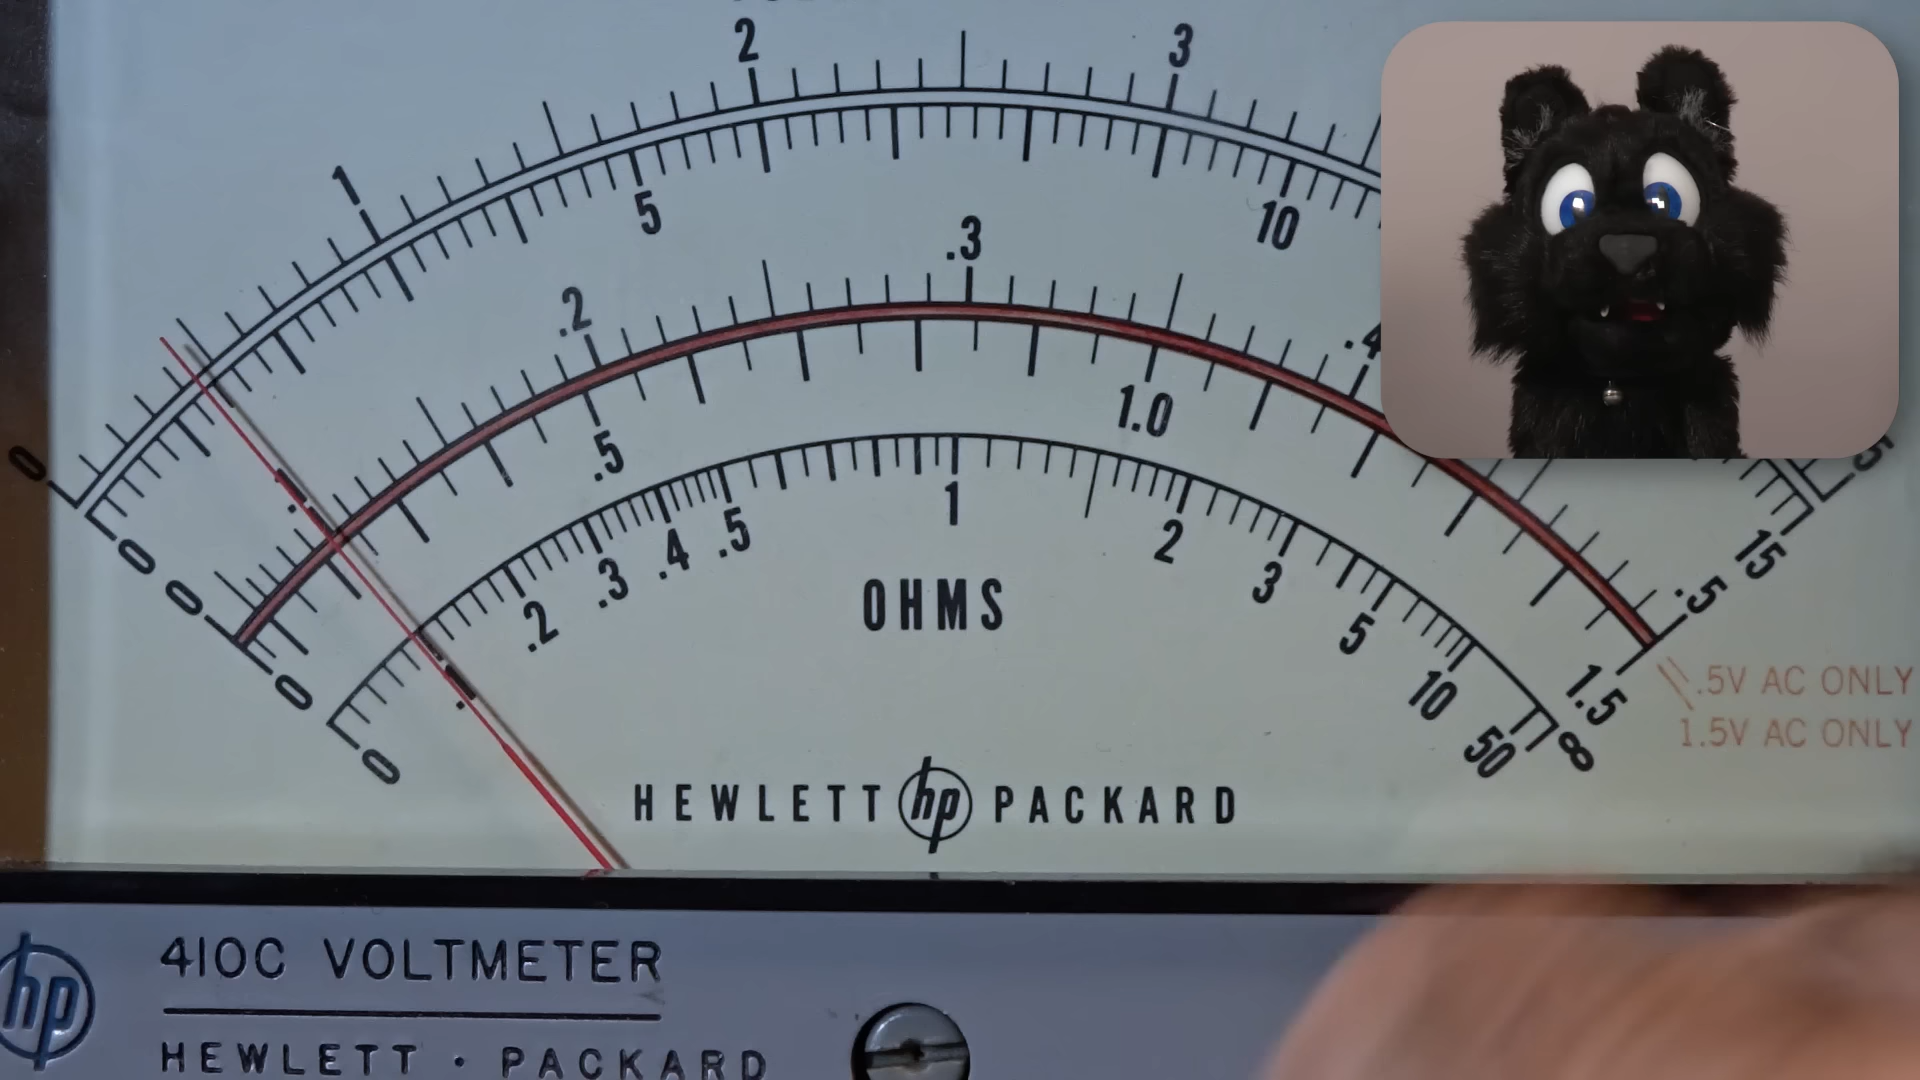 2 3
1
5 10
0 .3
.2 .4
15
0 .5 1.0
0 .5
.2 .3 .4 .5 1 2 3 5 10 50 ∞
0 1.5
0
OHMS
.5V AC ONLY
1.5V AC ONLY
HEWLETT hp PACKARD
hp
410C VOLTMETER
HEWLETT · PACKARD